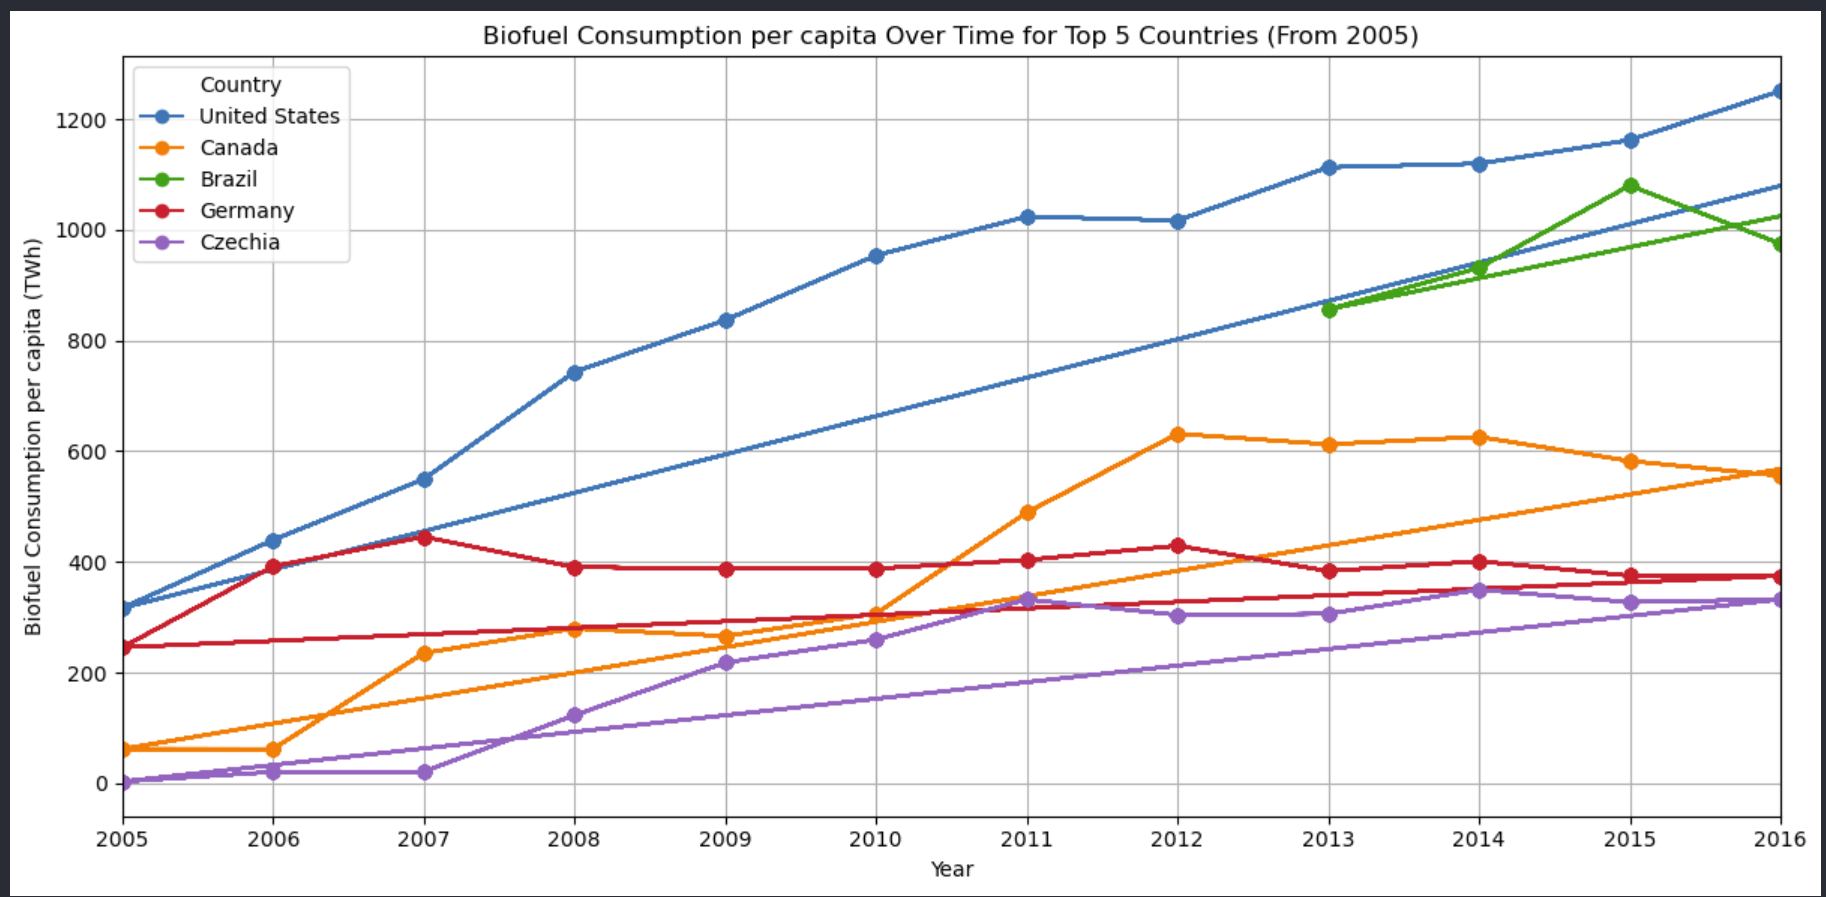 Biofuel Consumption per capita Over Time for Top 5 Countries (From 2005)
Country
United States
Canada
Brazil
Germany
Czechia
Biofuel Consumption per capita (TWh)
1200
1000
800
600
400
200
0
2005 2006 2007 2008 2009 2010 2011 2012 2013 2014 2015 2016
Year